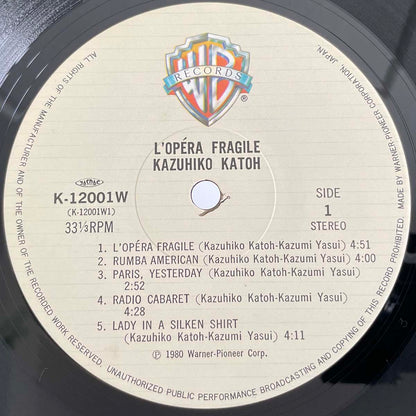 WB
RECORDS
®
L'OPÉRA FRAGILE
KAZUHIKO KATOH
K-12001W
(K-12001W1)
33⅓RPM
SIDE
1
STEREO
1. L'OPÉRA FRAGILE (Kazuhiko Katoh-Kazumi Yasui) 4:51
2. RUMBA AMERICAN (Kazuhiko Katoh-Kazumi Yasui) 4:00
3. PARIS, YESTERDAY (Kazuhiko Katoh-Kazumi Yasui)
2:52
4. RADIO CABARET (Kazuhiko Katoh-Kazumi Yasui)
4:28
5. LADY IN A SILKEN SHIRT
(Kazuhiko Katoh-Kazumi Yasui) 4:11
Ⓟ 1980 Warner-Pioneer Corp.
ALL RIGHTS OF THE MANUFACTURER AND OF THE OWNER OF THE RECORDED WORK RESERVED. UNAUTHORIZED PUBLIC PERFORMANCE BROADCASTING AND COPYING OF THIS RECORD PROHIBITED. MADE BY WARNER-PIONEER CORPORATION, JAPAN.